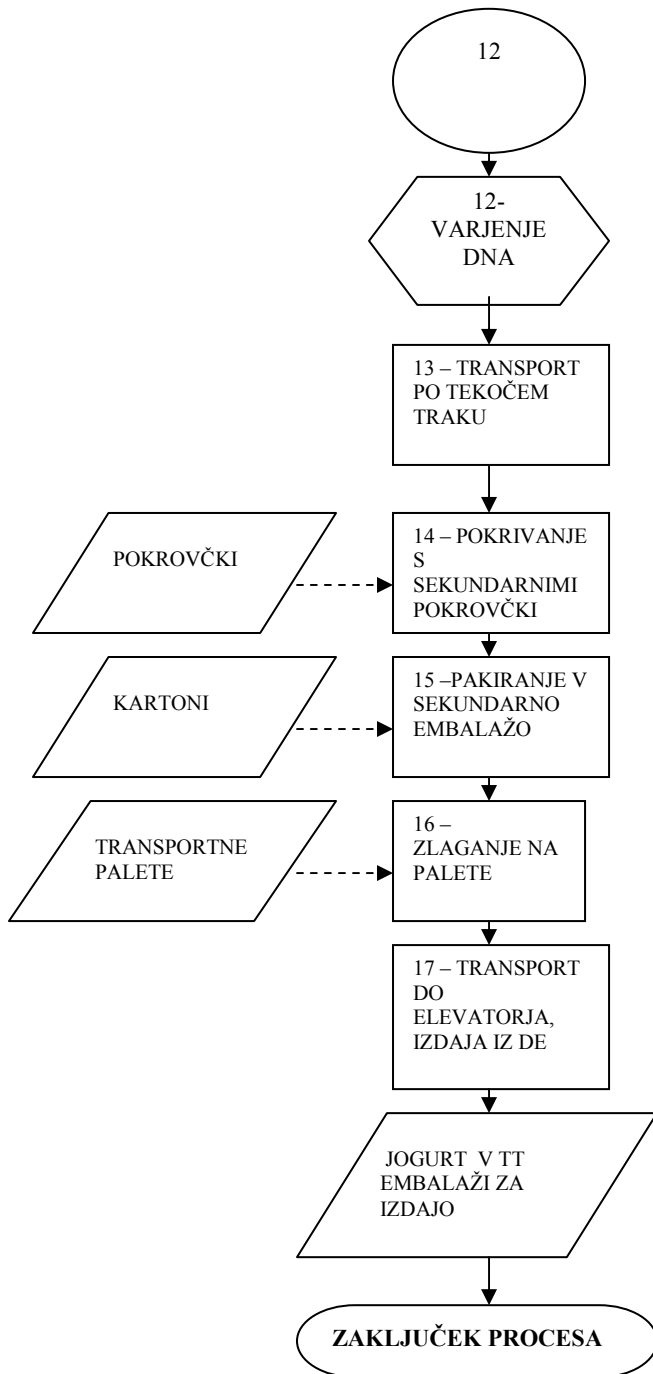 12
12-
VARJENJE
DNA
13 – TRANSPORT
PO TEKOČEM
TRAKU
POKROVČKI
14 – POKRIVANJE
S
SEKUNDARNIMI
POKROVČKI
KARTONI
15 –PAKIRANJE V
SEKUNDARNO
EMBALAŽO
TRANSPORTNE
PALETE
16 –
ZLAGANJE NA
PALETE
17 – TRANSPORT
DO
ELEVATORJA,
IZDAJA IZ DE
JOGURT V TT
EMBALAŽI ZA
IZDAJO
ZAKLJUČEK PROCESA